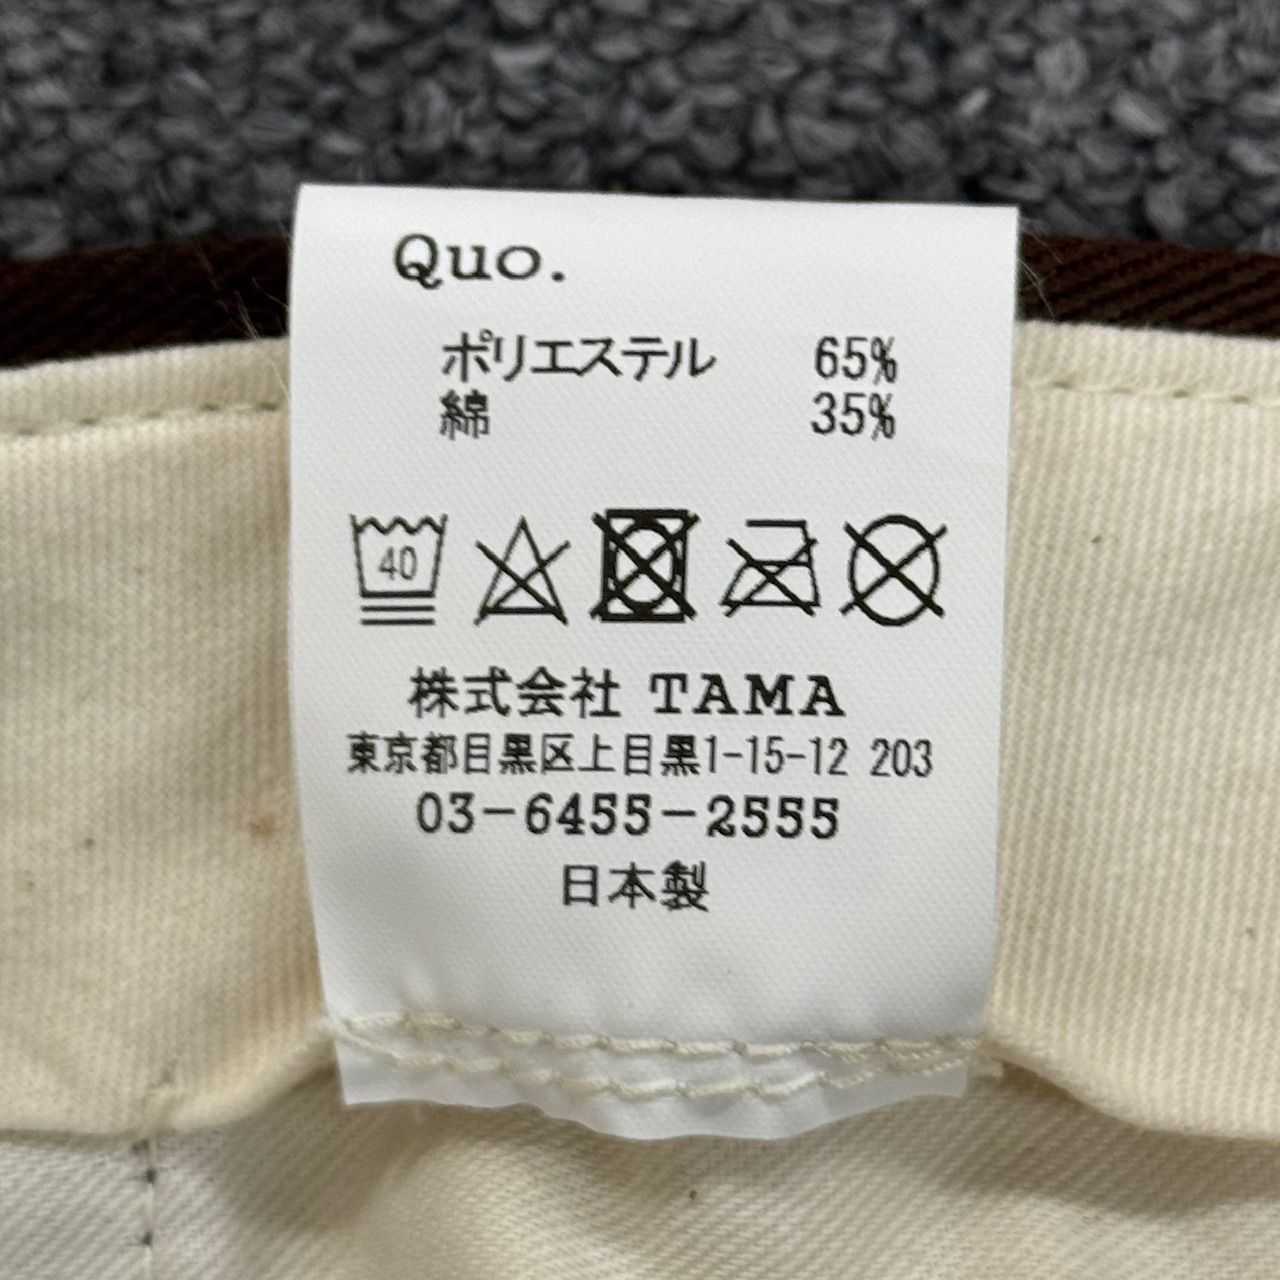 Quo.
ポリエステル 65%
綿 35%
40
株式会社 TAMA
東京都目黒区上目黒1-15-12 203
03-6455-2555
日本製